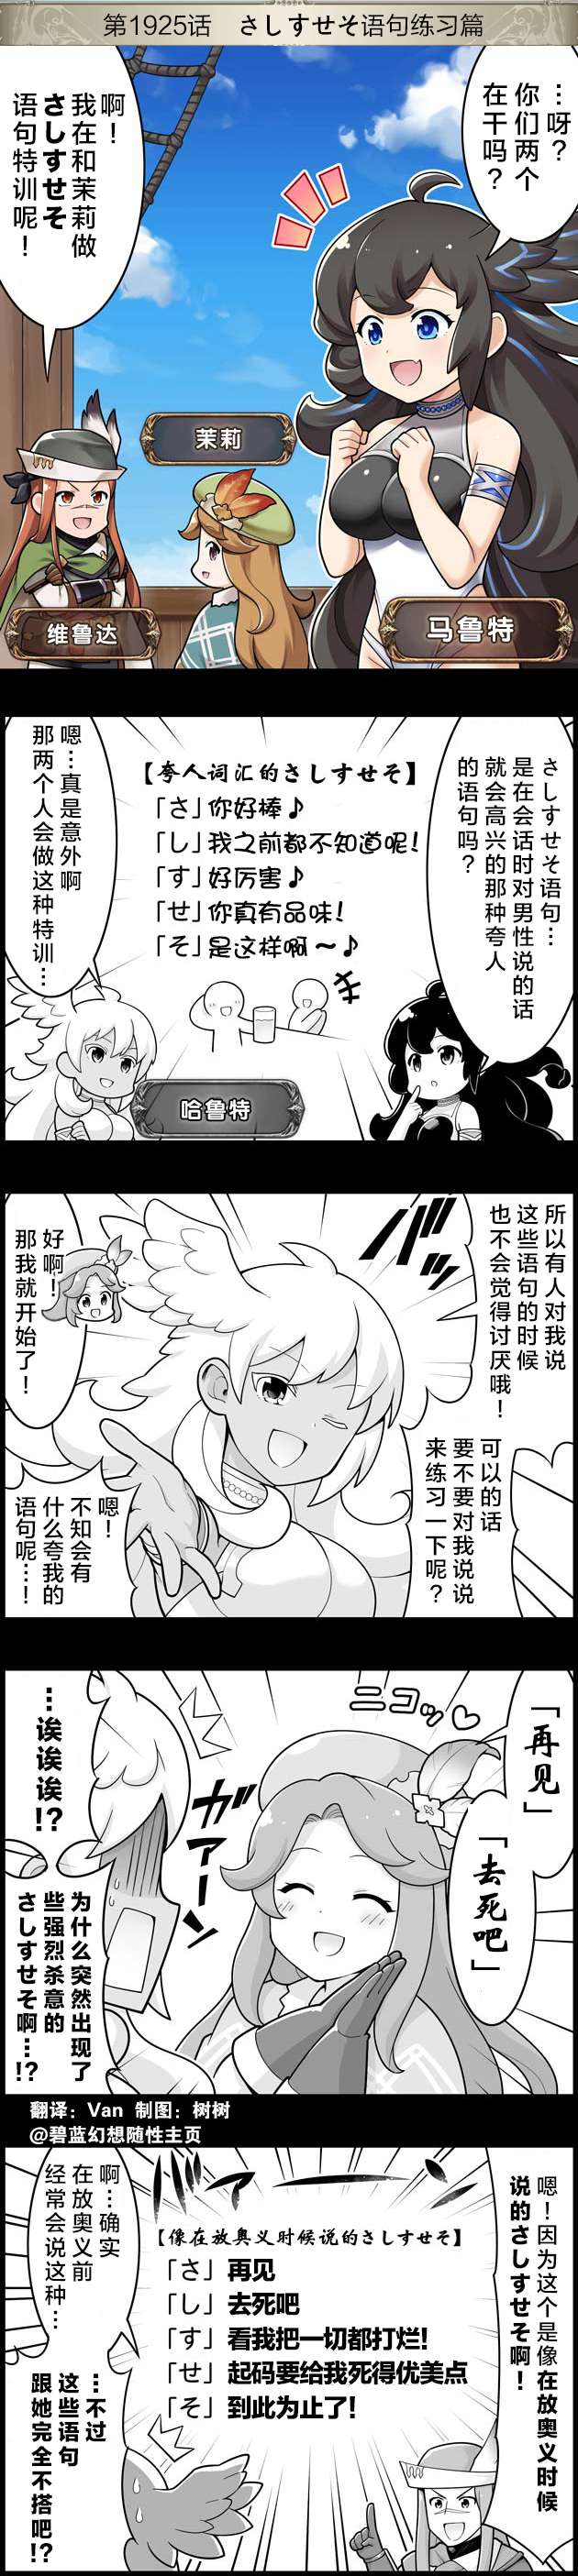 第1925话　さしすせそ语句练习篇
…呀？
你们两个
在干吗？
啊！
我在和茉莉做
さしすせそ
语句特训呢！
茉莉
维鲁达
马鲁特
さしすせそ语句…
是在会话时对男性说的话
就会高兴的那种夸人
的语句吗？
【夸人词汇的さしすせそ】
「さ」你好棒♪
「し」我之前都不知道呢！
「す」好厉害♪
「せ」你真有品味！
「そ」是这样啊～♪
嗯…真是意外啊
那两个人会做这种特训…
哈鲁特
所以有人对我说
这些语句的时候
也不会觉得讨厌哦！
可以的话
要不要对我说说
来练习一下呢？
バッ
好啊！
那我就开始了！
嗯！
不知会有
什么夸我的
语句呢…！
「再见」
「去死吧」
ニコッ♡
ガァーン
…诶诶诶!?
为什么突然出现了
些强烈杀意的
さしすせそ啊…!?
翻译：Van 制图：树树
@碧蓝幻想随性主页
嗯！因为这个是像在放奥义时候
说的さしすせそ啊！
ドァーン
【像在放奥义时候说的さしすせそ】
「さ」再见
「し」去死吧
「す」看我把一切都打烂!
「せ」起码要给我死得优美点
「そ」到此为止了!
啊…确实
在放奥义前
经常会说这种…
…不过
这些语句
跟她完全不搭吧!?